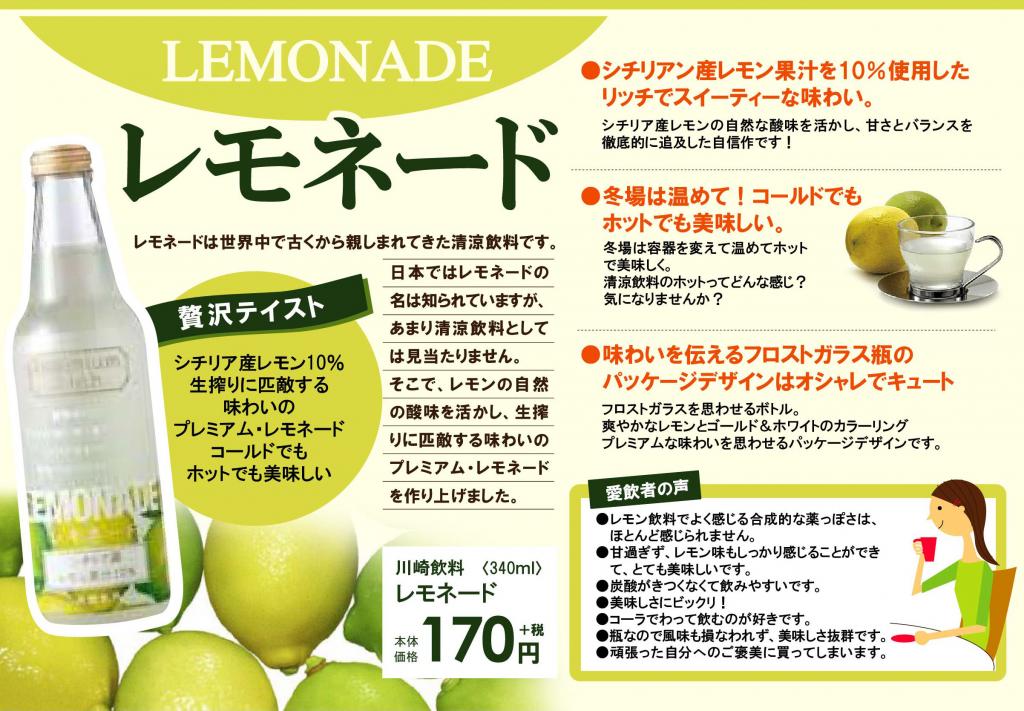 LEMONADE
レモネード
レモネードは世界中で古くから親しまれてきた清涼飲料です。
日本ではレモネードの
名は知られていますが、
あまり清涼飲料として
は見当たりません。
そこで、レモンの自然
の酸味を活かし、生搾
りに匹敵する味わいの
プレミアム・レモネード
を作り上げました。
贅沢テイスト
シチリア産レモン10%
生搾りに匹敵する
味わいの
プレミアム・レモネード
コールドでも
ホットでも美味しい
LEMONADE
川崎飲料 〈340ml〉
レモネード
本体
価格
170円
+税
●シチリアン産レモン果汁を10%使用した
リッチでスイーティーな味わい。
シチリア産レモンの自然な酸味を活かし、甘さとバランスを
徹底的に追及した自信作です!
●冬場は温めて!コールドでも
ホットでも美味しい。
冬場は容器を変えて温めてホット
で美味しく。
清涼飲料のホットってどんな感じ?
気になりませんか?
●味わいを伝えるフロストガラス瓶の
パッケージデザインはオシャレでキュート
フロストガラスを思わせるボトル。
爽やかなレモンとゴールド&ホワイトのカラーリング
プレミアムな味わいを思わせるパッケージデザインです。
愛飲者の声
●レモン飲料でよく感じる合成的な薬っぽさは、
ほとんど感じられません。
●甘過ぎず、レモン味もしっかり感じることができ
て、とても美味しいです。
●炭酸がきつくなくて飲みやすいです。
●美味しさにビックリ!
●コーラでわって飲むのが好きです。
●瓶なので風味も損なわれず、美味しさ抜群です。
●頑張った自分へのご褒美に買ってしまいます。